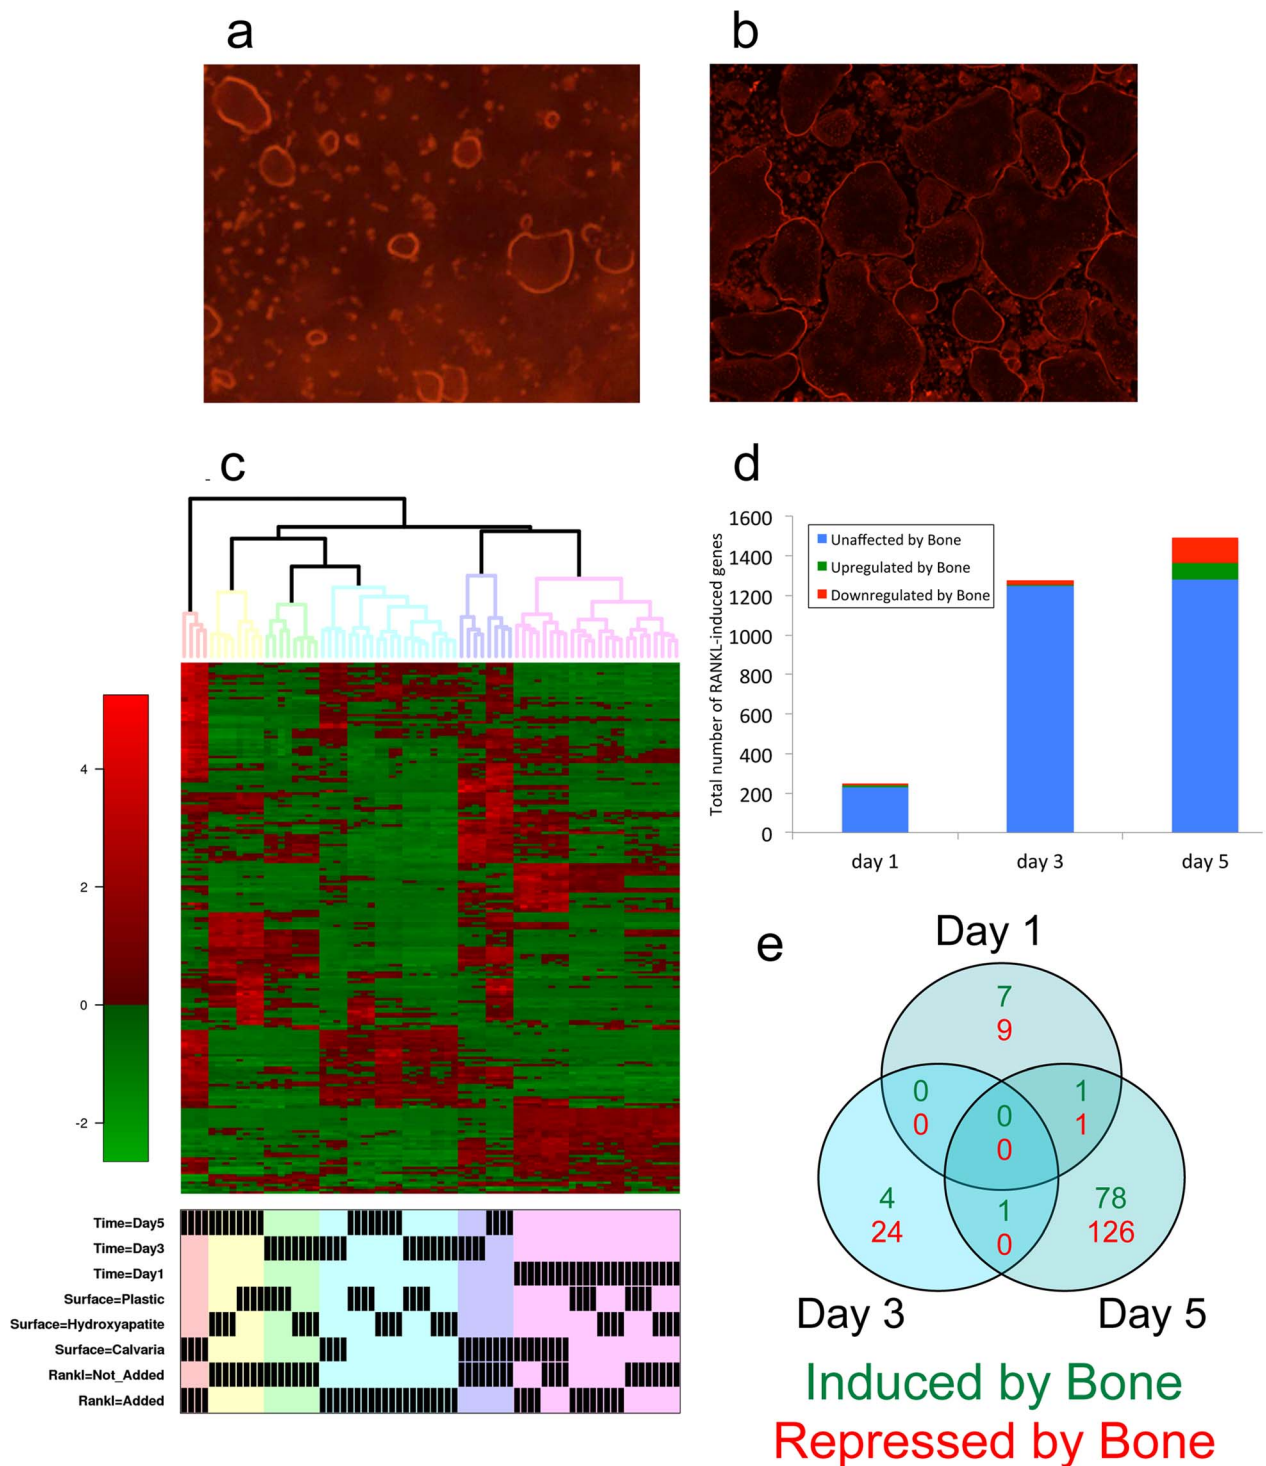 a
b
c
d
1600
1400
1200
1000
800
600
400
200
0
Total number of RANKL-induced genes
Unaffected by Bone
Upregulated by Bone
Downregulated by Bone
day 1
day 3
day 5
4
2
0
-2
Time=Day5
Time=Day3
Time=Day1
Surface=Plastic
Surface=Hydroxyapatite
Surface=Calvaria
Rankl=Not_Added
Rankl=Added
e
Day 1
7
9
0
0
0
0
1
1
4
24
1
0
78
126
Day 3
Day 5
Induced by Bone
Repressed by Bone